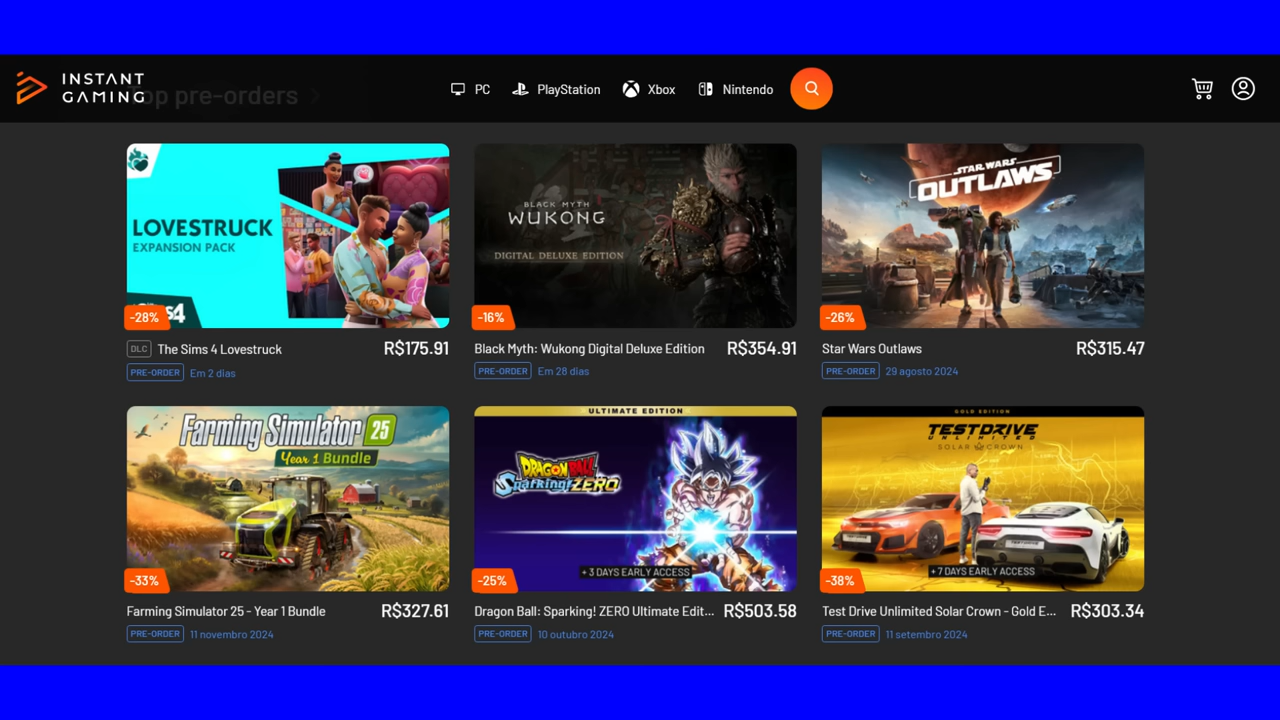 INSTANT
GAMING
PC
PlayStation
Xbox
Nintendo
Top pre-orders
LOVESTRUCK
EXPANSION PACK
-28%
BLACK MYTH
WUKONG
DIGITAL DELUXE EDITION
-16%
STAR WARS
OUTLAWS
-26%
DLC The Sims 4 Lovestruck R$175.91
PRE-ORDER Em 2 dias
Black Myth: Wukong Digital Deluxe Edition R$354.91
PRE-ORDER Em 28 dias
Star Wars Outlaws R$315.47
PRE-ORDER 29 agosto 2024
Farming Simulator 25
Year 1 Bundle
-33%
ULTIMATE EDITION
DRAGON BALL
Sparking! ZERO
+ 3 DAYS EARLY ACCESS
-25%
GOLD EDITION
TEST DRIVE
UNLIMITED
SOLAR CROWN
+ 7 DAYS EARLY ACCESS
-38%
Farming Simulator 25 - Year 1 Bundle R$327.61
PRE-ORDER 11 novembro 2024
Dragon Ball: Sparking! ZERO Ultimate Edit... R$503.58
PRE-ORDER 10 outubro 2024
Test Drive Unlimited Solar Crown - Gold E... R$303.34
PRE-ORDER 11 setembro 2024